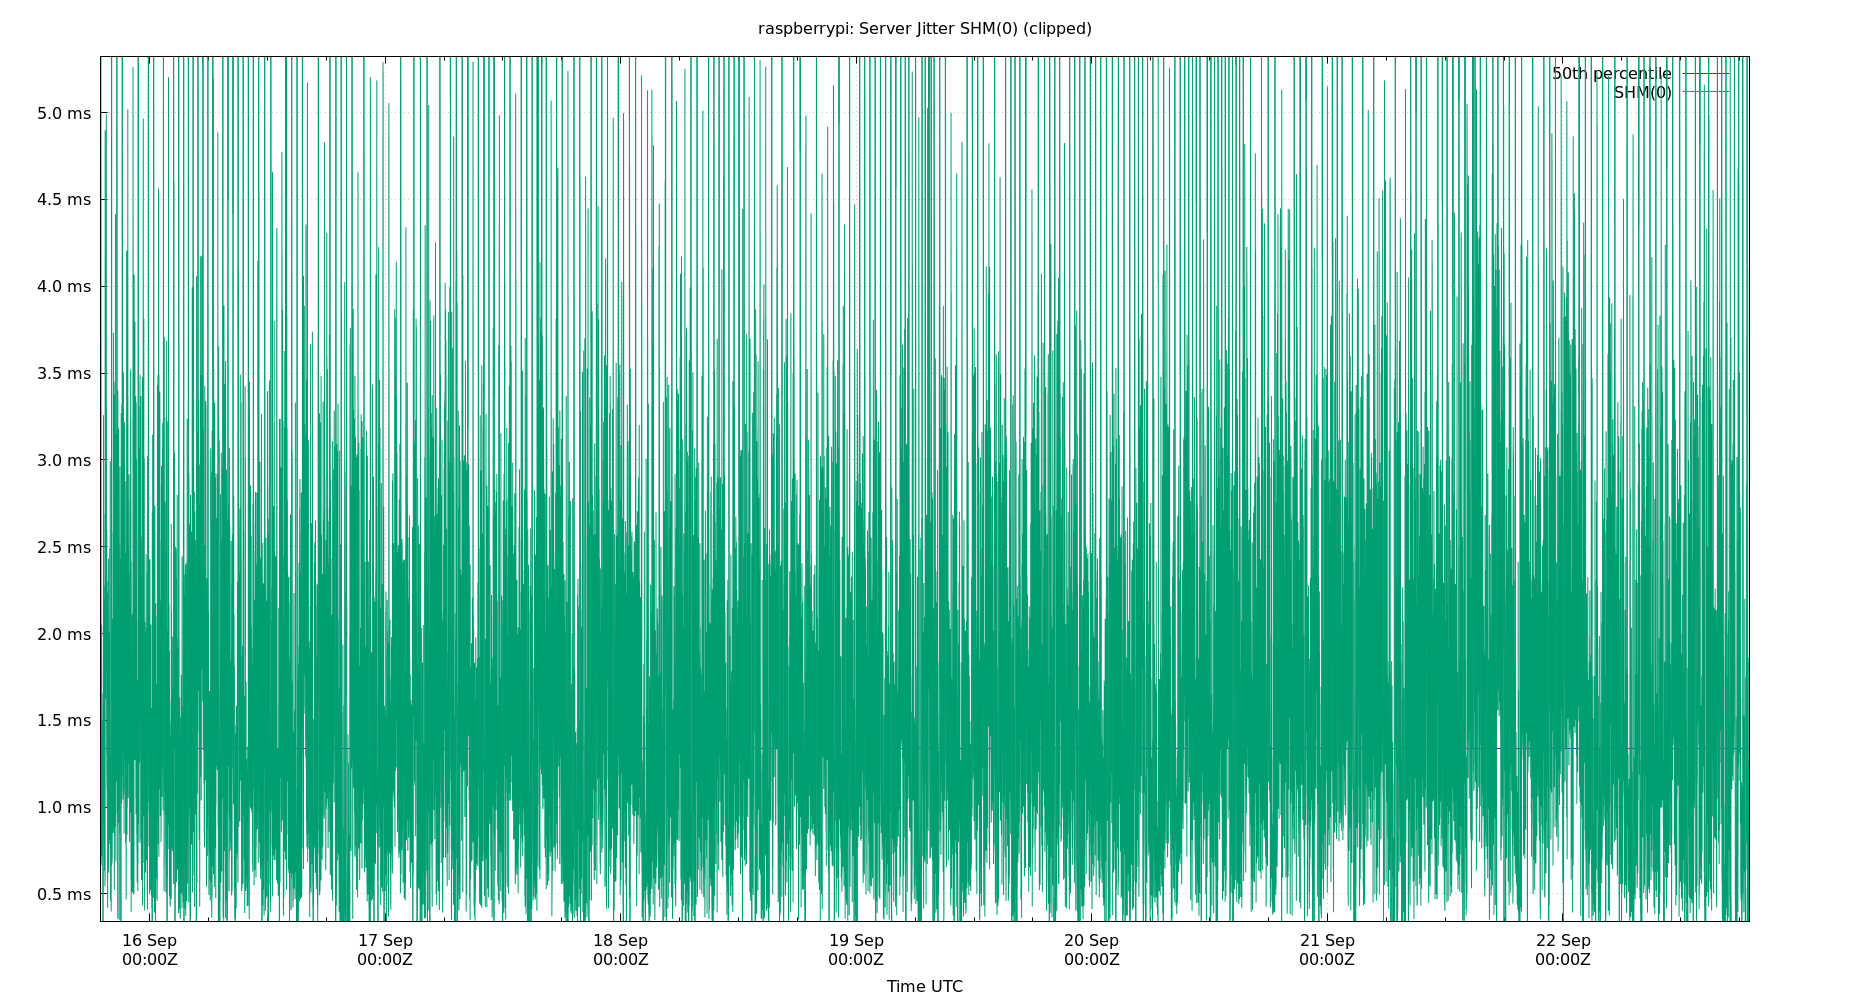 raspberrypi: Server Jitter SHM(0) (clipped)
50th percentile
SHM(0)
5.0 ms
4.5 ms
4.0 ms
3.5 ms
3.0 ms
2.5 ms
2.0 ms
1.5 ms
1.0 ms
0.5 ms
16 Sep 17 Sep 18 Sep 19 Sep 20 Sep 21 Sep 22 Sep
00:00Z 00:00Z 00:00Z 00:00Z 00:00Z 00:00Z 00:00Z
Time UTC